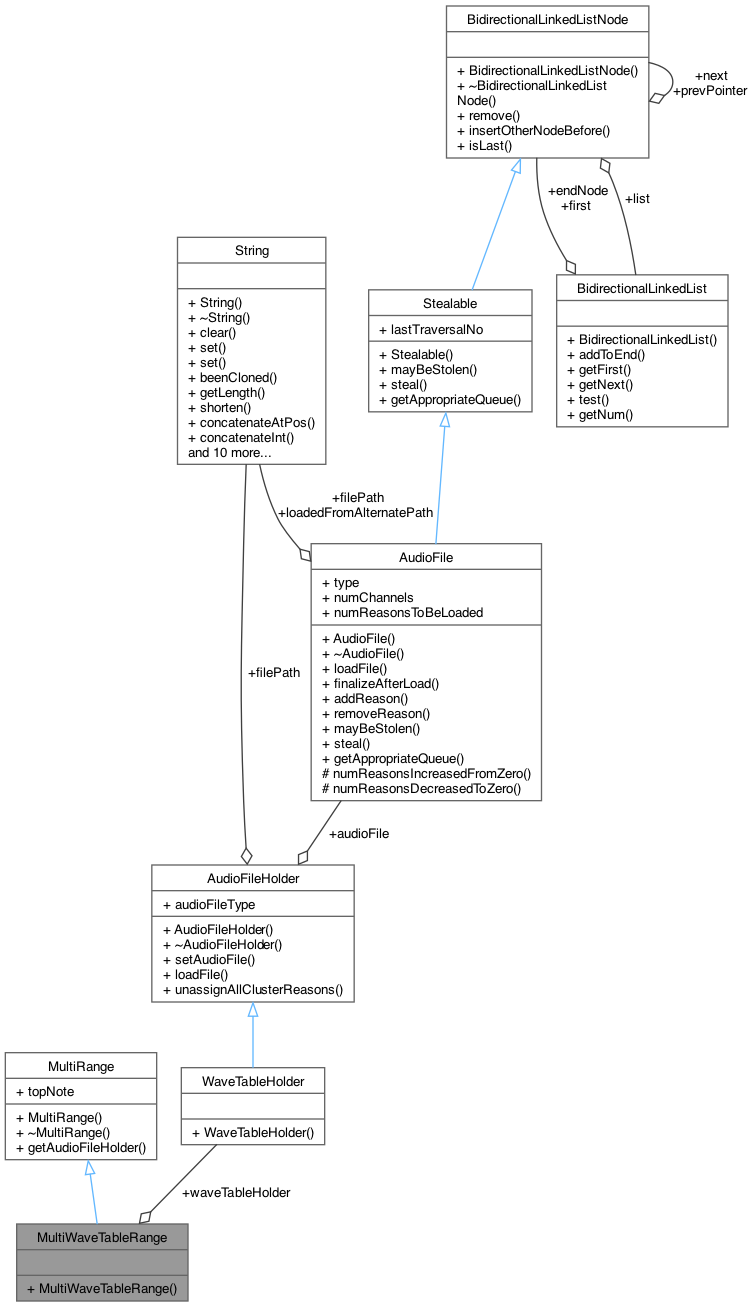 BidirectionalLinkedListNode
+ BidirectionalLinkedListNode()
+ ~BidirectionalLinkedList
Node()
+ remove()
+ insertOtherNodeBefore()
+ isLast()
+next
+prevPointer
+endNode
+first
+list
String
+ String()
+ ~String()
+ clear()
+ set()
+ set()
+ beenCloned()
+ getLength()
+ shorten()
+ concatenateAtPos()
+ concatenateInt()
and 10 more...
Stealable
+ lastTraversalNo
+ Stealable()
+ mayBeStolen()
+ steal()
+ getAppropriateQueue()
BidirectionalLinkedList
+ BidirectionalLinkedList()
+ addToEnd()
+ getFirst()
+ getNext()
+ test()
+ getNum()
+filePath
+loadedFromAlternatePath
AudioFile
+ type
+ numChannels
+ numReasonsToBeLoaded
+ AudioFile()
+ ~AudioFile()
+ loadFile()
+ finalizeAfterLoad()
+ addReason()
+ removeReason()
+ mayBeStolen()
+ steal()
+ getAppropriateQueue()
# numReasonsIncreasedFromZero()
# numReasonsDecreasedToZero()
+filePath
+audioFile
AudioFileHolder
+ audioFileType
+ AudioFileHolder()
+ ~AudioFileHolder()
+ setAudioFile()
+ loadFile()
+ unassignAllClusterReasons()
MultiRange
+ topNote
+ MultiRange()
+ ~MultiRange()
+ getAudioFileHolder()
WaveTableHolder
+ WaveTableHolder()
+waveTableHolder
MultiWaveTableRange
+ MultiWaveTableRange()